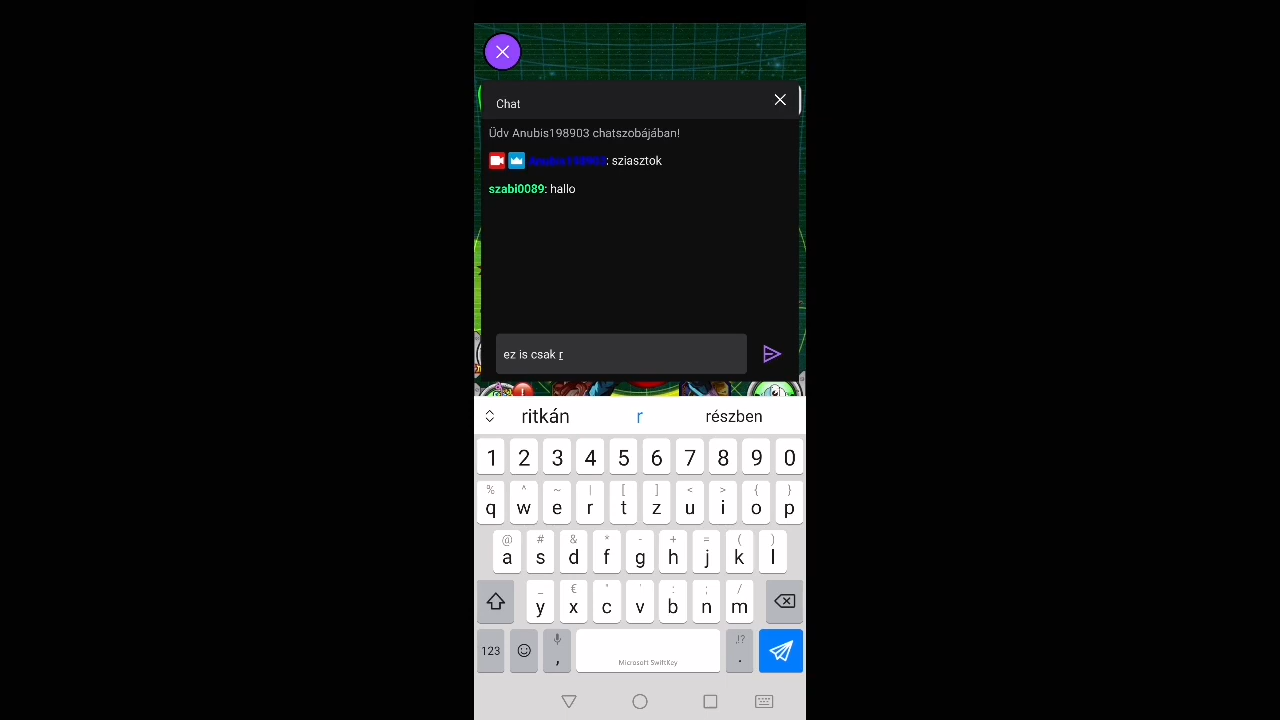 Chat
Üdv Anubis198903 chatszobájában!
Anubis198903: sziasztok
szabi0089: hallo
ez is csak r
ritkán r részben
1 2 3 4 5 6 7 8 9 0
% ^ ~ | [ ] < > { }
q w e r t z u i o p
@ # & * - + = ( )
a s d f g h j k l
_ € " ' : ; /
y x c v b n m
123 , Microsoft SwiftKey .!? .